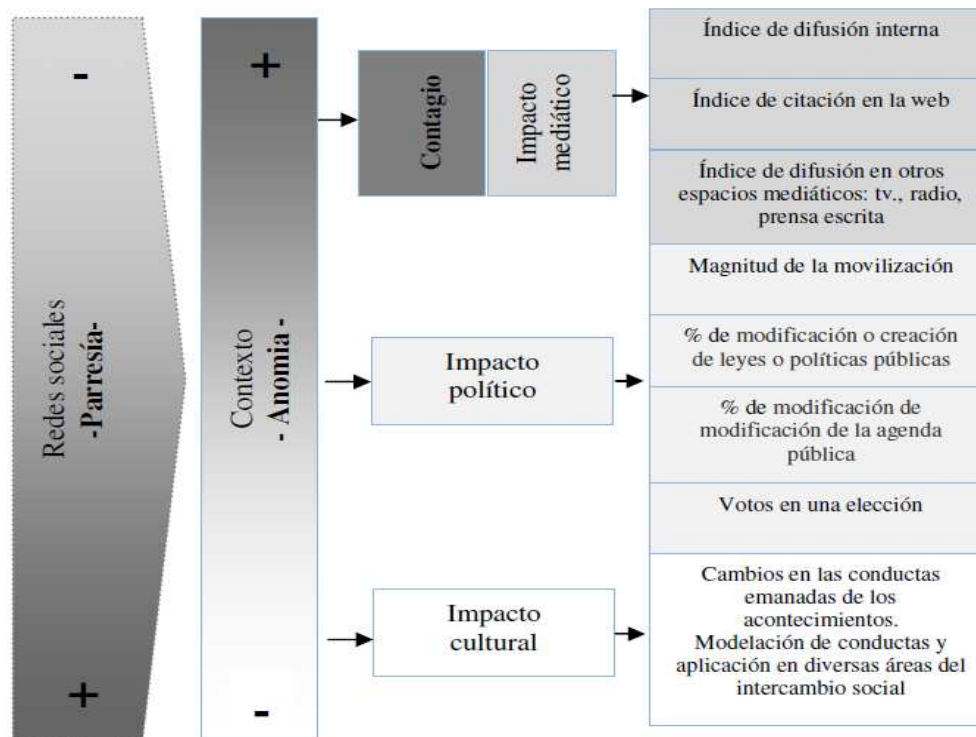 -
Redes sociales
-Parresía-
+
+
Contexto
- Anomia -
-
Contagio
Impacto
mediático
Impacto
político
Impacto
cultural
Índice de difusión interna
Índice de citación en la web
Índice de difusión en otros
espacios mediáticos: tv., radio,
prensa escrita
Magnitud de la movilización
% de modificación o creación
de leyes o políticas públicas
% de modificación de
modificación de la agenda
pública
Votos en una elección
Cambios en las conductas
emanadas de los
acontecimientos.
Modelación de conductas y
aplicación en diversas áreas del
intercambio social